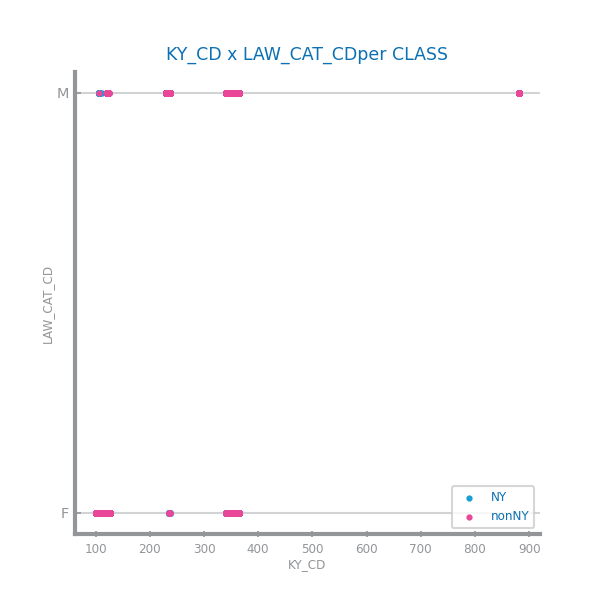 KY_CD x LAW_CAT_CDper CLASS
M
LAW_CAT_CD
F
NY
nonNY
100 200 300 400 500 600 700 800 900
KY_CD